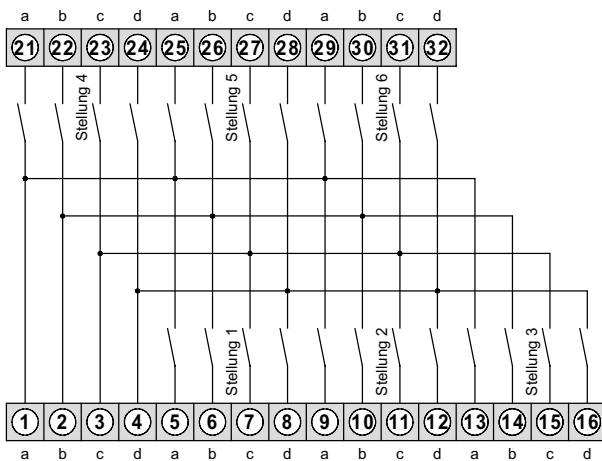 a b c d a b c d a b c d
21 22 23 24 25 26 27 28 29 30 31 32
Stellung 4 Stellung 5 Stellung 6
Stellung 1 Stellung 2 Stellung 3
1 2 3 4 5 6 7 8 9 10 11 12 13 14 15 16
a b c d a b c d a b c d a b c d